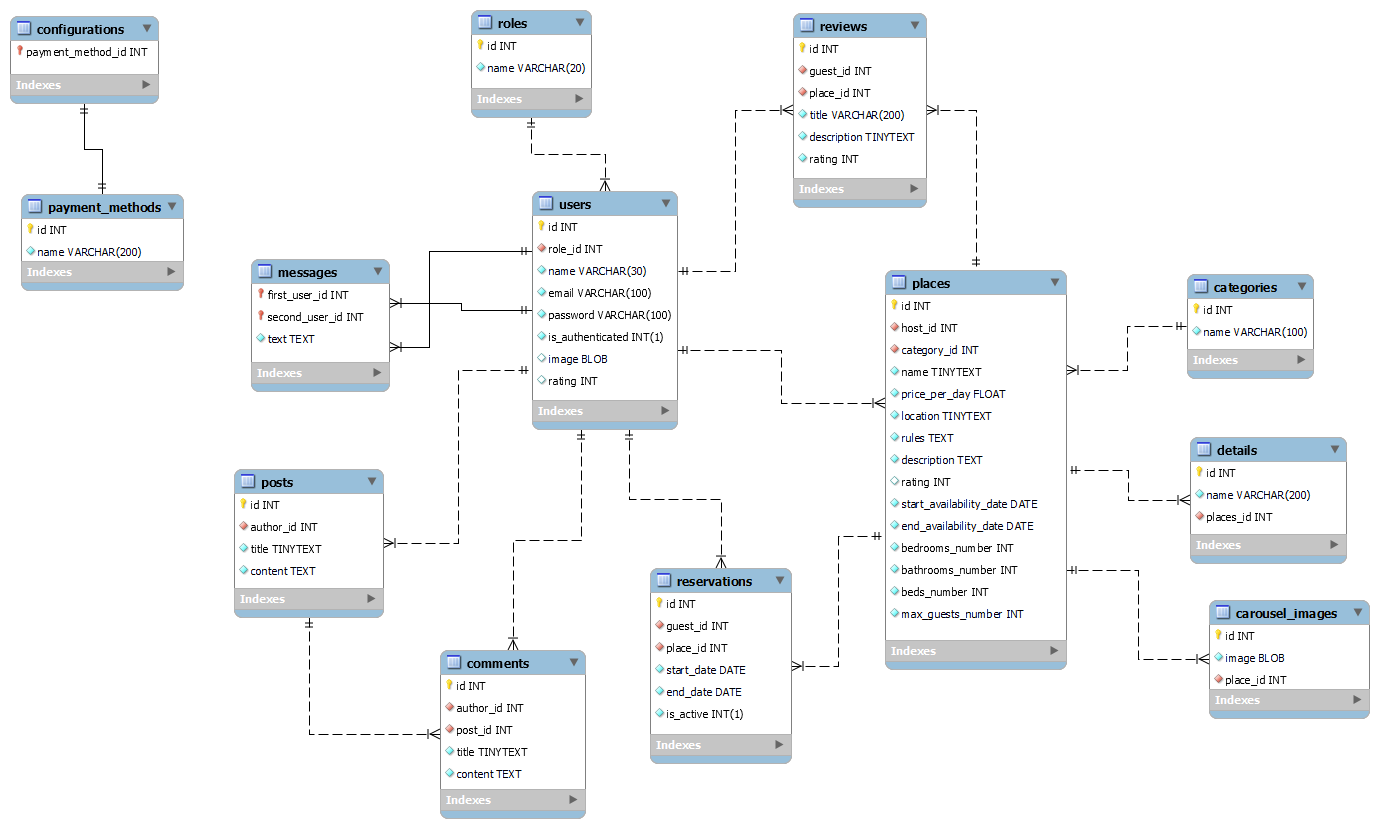 configurations
payment_method_id INT
Indexes
payment_methods
id INT
name VARCHAR(200)
Indexes
roles
id INT
name VARCHAR(20)
Indexes
reviews
id INT
guest_id INT
place_id INT
title VARCHAR(200)
description TINYTEXT
rating INT
Indexes
users
id INT
role_id INT
name VARCHAR(30)
email VARCHAR(100)
password VARCHAR(100)
is_authenticated INT(1)
image BLOB
rating INT
Indexes
messages
first_user_id INT
second_user_id INT
text TEXT
Indexes
places
id INT
host_id INT
category_id INT
name TINYTEXT
price_per_day FLOAT
location TINYTEXT
rules TEXT
description TEXT
rating INT
start_availability_date DATE
end_availability_date DATE
bedrooms_number INT
bathrooms_number INT
beds_number INT
max_guests_number INT
Indexes
categories
id INT
name VARCHAR(100)
Indexes
details
id INT
name VARCHAR(200)
places_id INT
Indexes
carousel_images
id INT
image BLOB
place_id INT
Indexes
posts
id INT
author_id INT
title TINYTEXT
content TEXT
Indexes
comments
id INT
author_id INT
post_id INT
title TINYTEXT
content TEXT
Indexes
reservations
id INT
guest_id INT
place_id INT
start_date DATE
end_date DATE
is_active INT(1)
Indexes